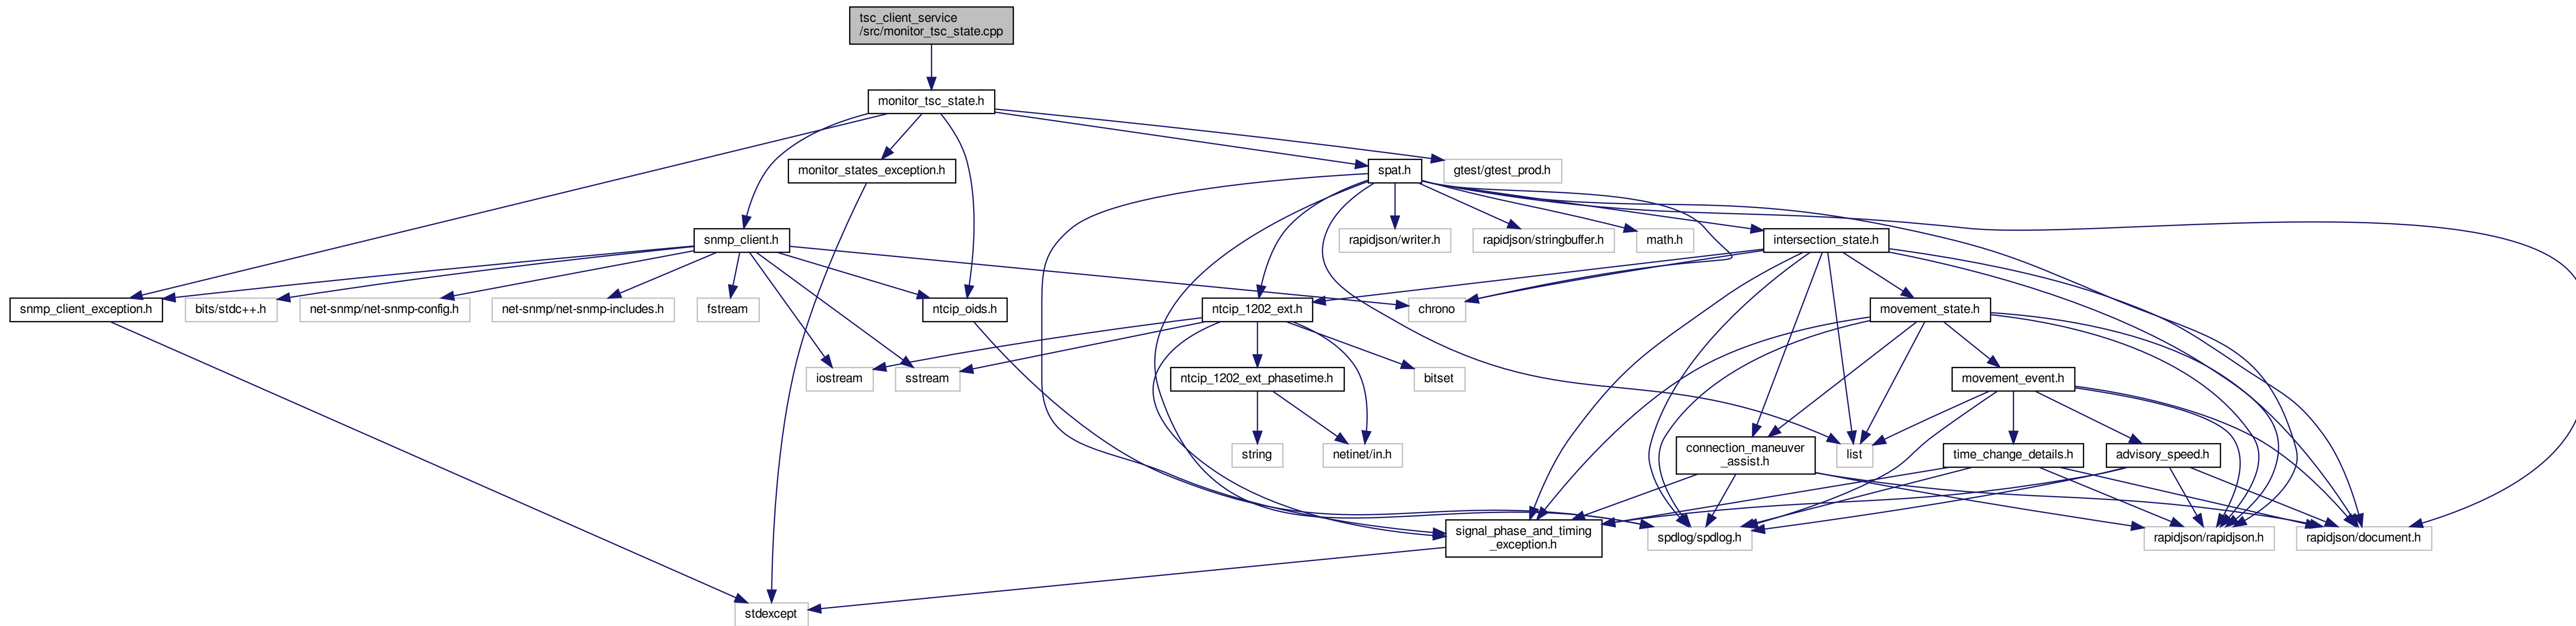 tsc_client_service
/src/monitor_tsc_state.cpp
monitor_tsc_state.h
monitor_states_exception.h
spat.h
gtest/gtest_prod.h
snmp_client.h
rapidjson/writer.h
rapidjson/stringbuffer.h
math.h
intersection_state.h
snmp_client_exception.h
bits/stdc++.h
net-snmp/net-snmp-config.h
net-snmp/net-snmp-includes.h
fstream
ntcip_oids.h
ntcip_1202_ext.h
chrono
movement_state.h
iostream
sstream
ntcip_1202_ext_phasetime.h
bitset
movement_event.h
string
netinet/in.h
connection_maneuver
_assist.h
list
time_change_details.h
advisory_speed.h
signal_phase_and_timing
_exception.h
spdlog/spdlog.h
rapidjson/rapidjson.h
rapidjson/document.h
stdexcept